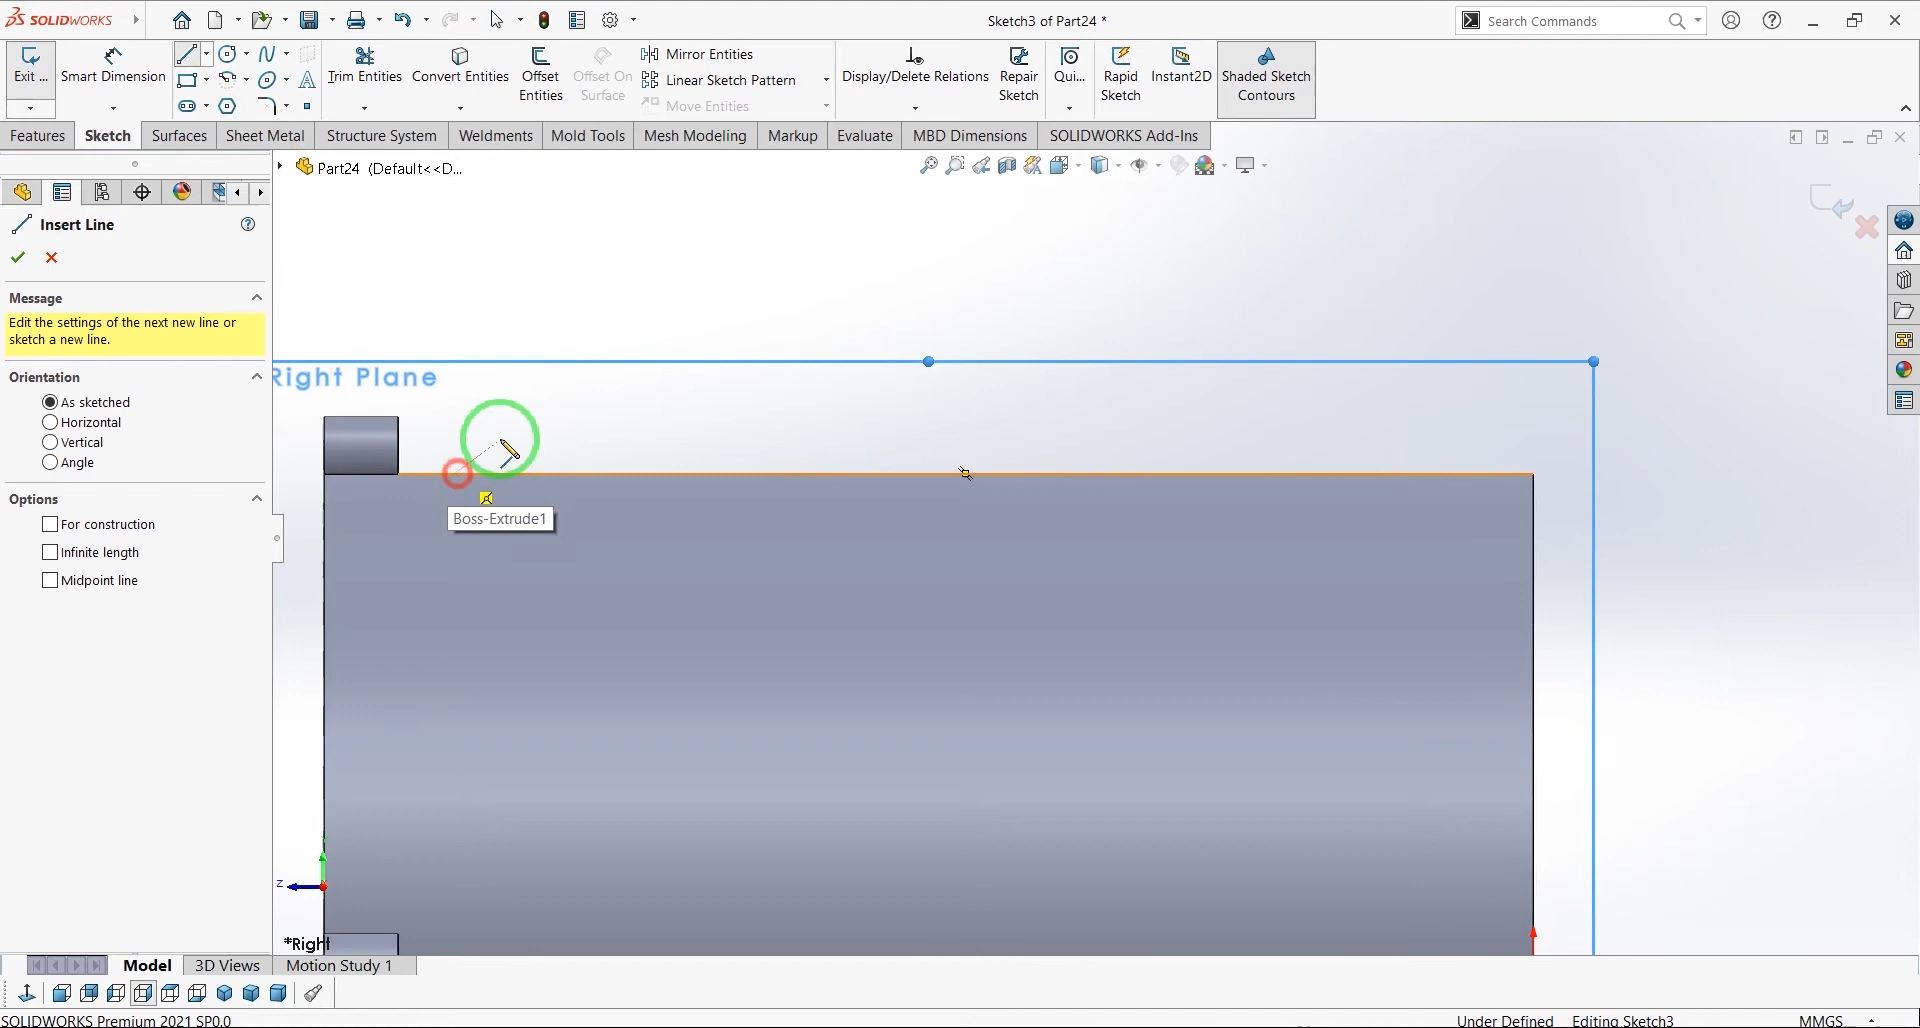 SOLIDWORKS
Sketch3 of Part24 *
Search Commands
Exit ...
Smart Dimension
Trim Entities
Convert Entities
Offset Entities
Offset On Surface
Mirror Entities
Linear Sketch Pattern
Move Entities
Display/Delete Relations
Repair Sketch
Qui...
Rapid Sketch
Instant2D
Shaded Sketch Contours
Features
Sketch
Surfaces
Sheet Metal
Structure System
Weldments
Mold Tools
Mesh Modeling
Markup
Evaluate
MBD Dimensions
SOLIDWORKS Add-Ins
Part24 (Default<<D...
Insert Line
Message
Edit the settings of the next new line or
sketch a new line.
Orientation
As sketched
Horizontal
Vertical
Angle
Options
For construction
Infinite length
Midpoint line
Right Plane
Boss-Extrude1
Z
*Right
Model
3D Views
Motion Study 1
SOLIDWORKS Premium 2021 SP0.0
Under Defined
Editing Sketch3
MMGS